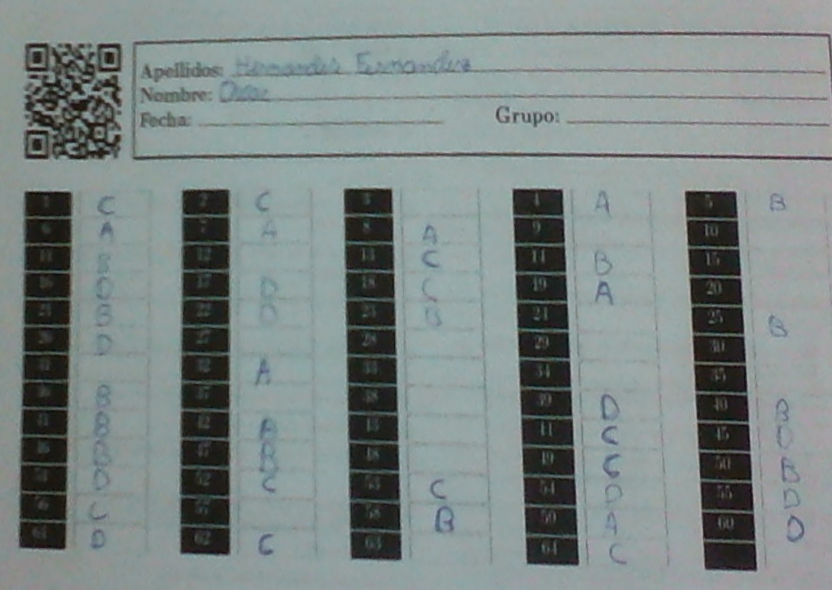 Apellidos: Hernandez Fernandez
Nombre: Oscar
Fecha: Grupo:
1 C 2 C 3 4 A 5 B
6 A 7 A 8 A 9 10
11 B 12 13 C 14 B 15
16 D 17 D 18 C 19 A 20
21 B 22 D 23 B 24 25 B
26 D 27 28 29 30
31 32 A 33 34 35
36 B 37 38 39 D 40 B
41 B 42 A 43 44 C 45 D
46 B 47 B 48 49 C 50 B
51 D 52 C 53 C 54 D 55 D
56 C 57 58 B 59 A 60 D
61 D 62 C 63 64 C